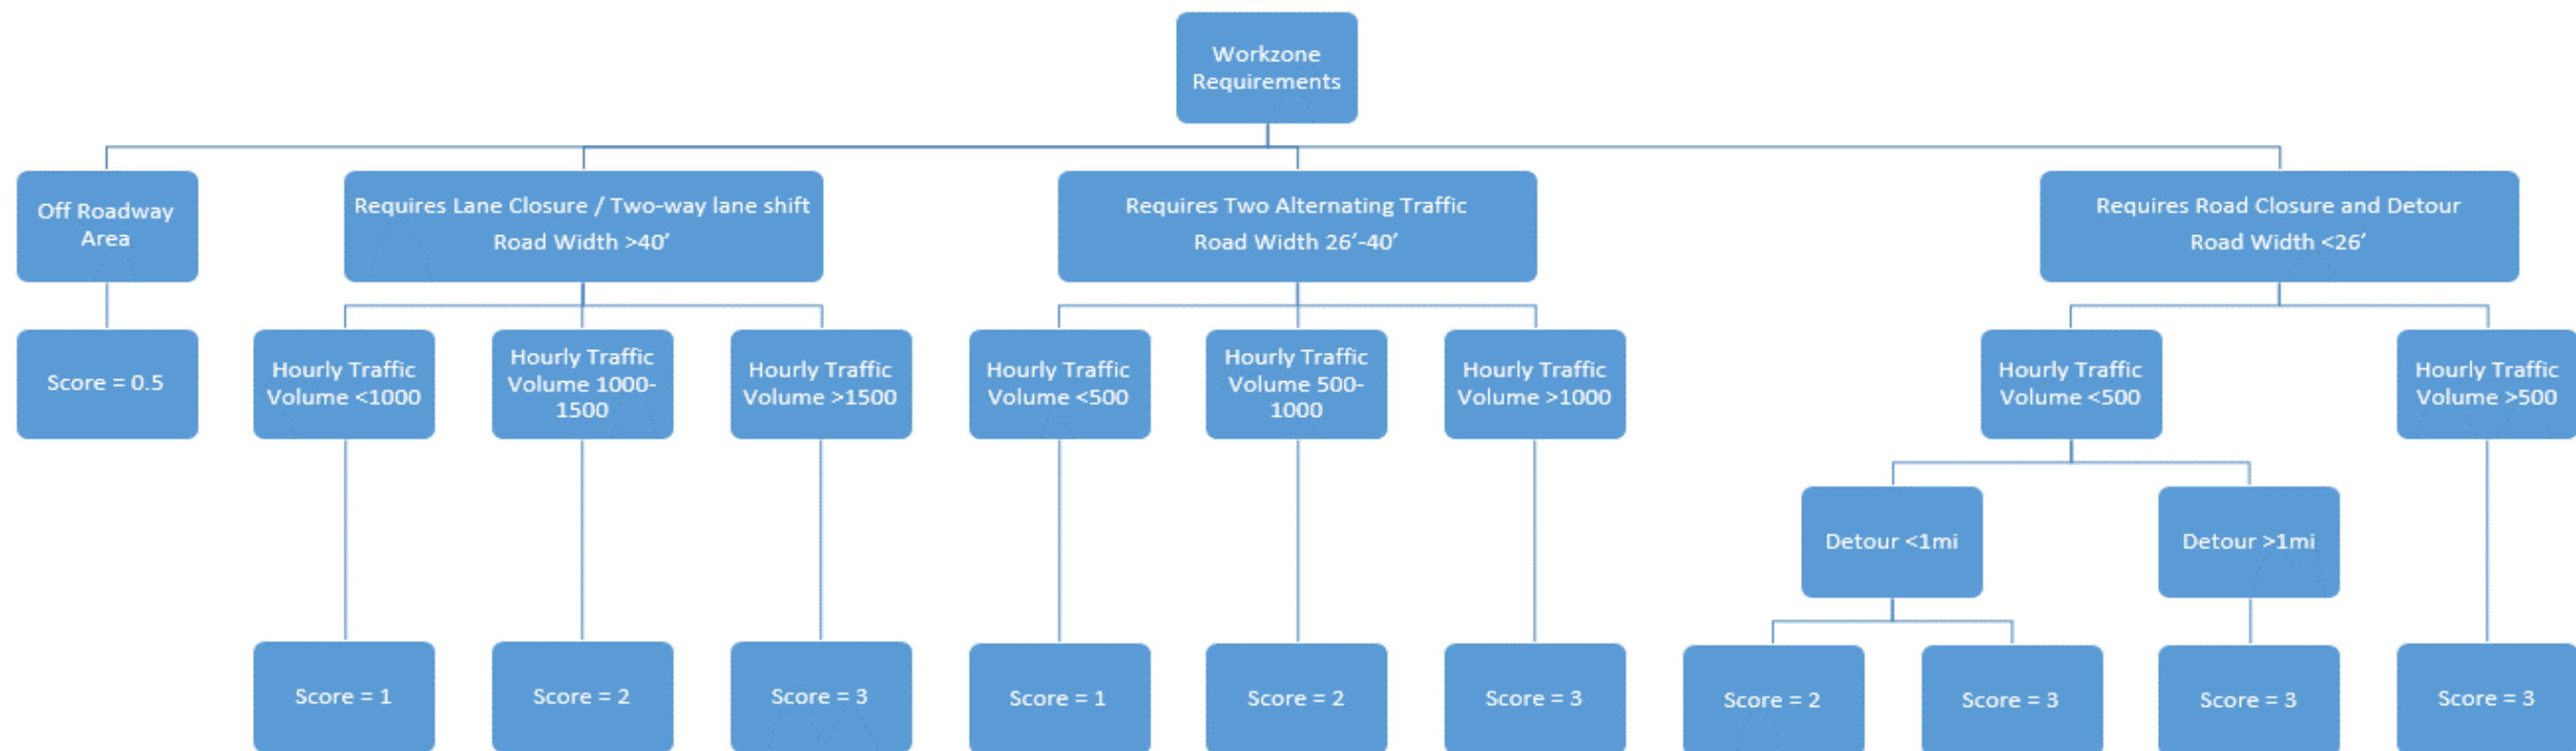 Workzone
Requirements
Off Roadway
Area
Requires Lane Closure / Two-way lane shift
Road Width >40’
Requires Two Alternating Traffic
Road Width 26’-40’
Requires Road Closure and Detour
Road Width <26’
Score = 0.5
Hourly Traffic
Volume <1000
Hourly Traffic
Volume 1000-
1500
Hourly Traffic
Volume >1500
Hourly Traffic
Volume <500
Hourly Traffic
Volume 500-
1000
Hourly Traffic
Volume >1000
Hourly Traffic
Volume <500
Hourly Traffic
Volume >500
Detour <1mi
Detour >1mi
Score = 1
Score = 2
Score = 3
Score = 1
Score = 2
Score = 3
Score = 2
Score = 3
Score = 3
Score = 3